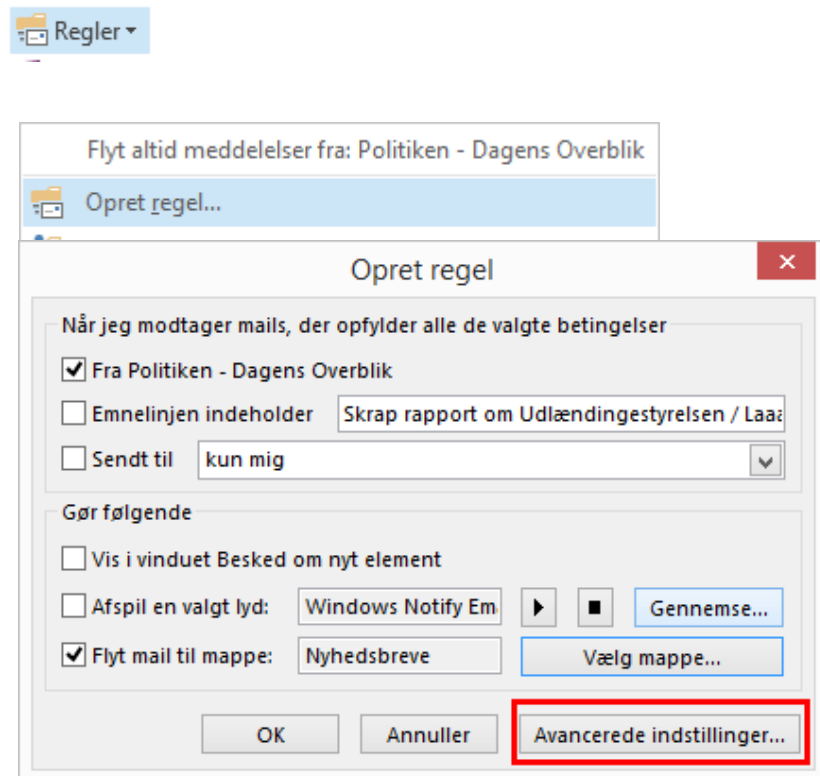 Regler
Flyt altid meddelelser fra: Politiken - Dagens Overblik
Opret regel...
Opret regel
Når jeg modtager mails, der opfylder alle de valgte betingelser
Fra Politiken - Dagens Overblik
Emnelinjen indeholder Skrap rapport om Udlændingestyrelsen / Laaa
Sendt til kun mig
Gør følgende
Vis i vinduet Besked om nyt element
Afspil en valgt lyd: Windows Notify Em Gennemse...
Flyt mail til mappe: Nyhedsbreve Vælg mappe...
OK Annuller Avancerede indstillinger...